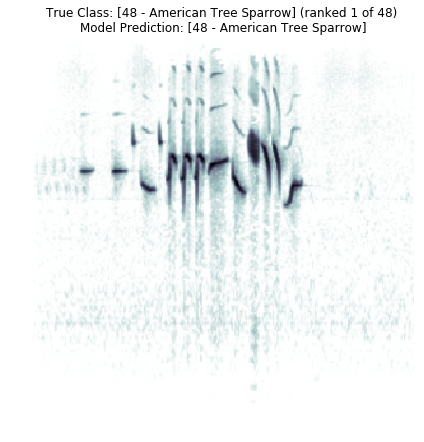 True Class: [48 - American Tree Sparrow] (ranked 1 of 48)
Model Prediction: [48 - American Tree Sparrow]